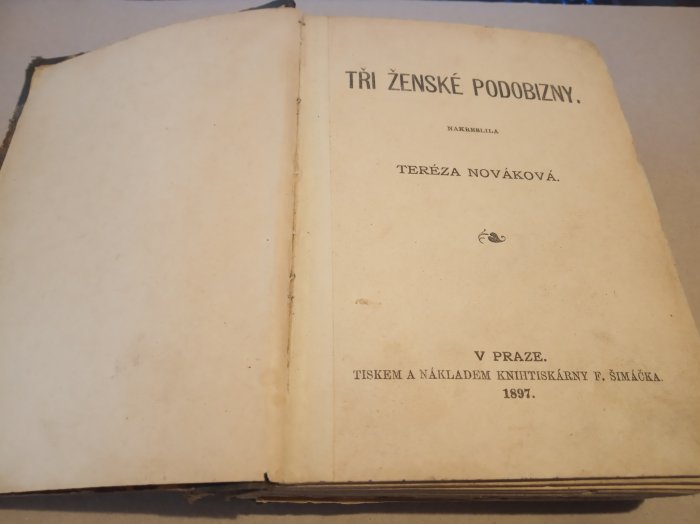 TŘI ŽENSKÉ PODOBIZNY.
NAKRESLILA
TERÉZA NOVÁKOVÁ.
V PRAZE.
TISKEM A NÁKLADEM KNIHTISKÁRNY F. ŠIMÁČKA.
1897.